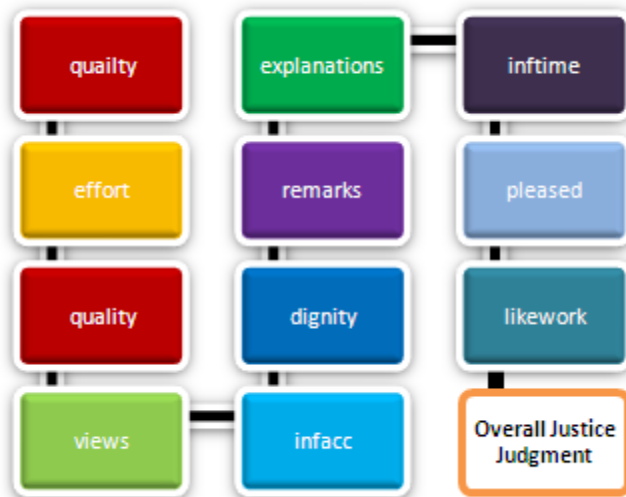 quailty
effort
quality
views
infacc
dignity
remarks
explanations
inftime
pleased
likework
Overall Justice
Judgment